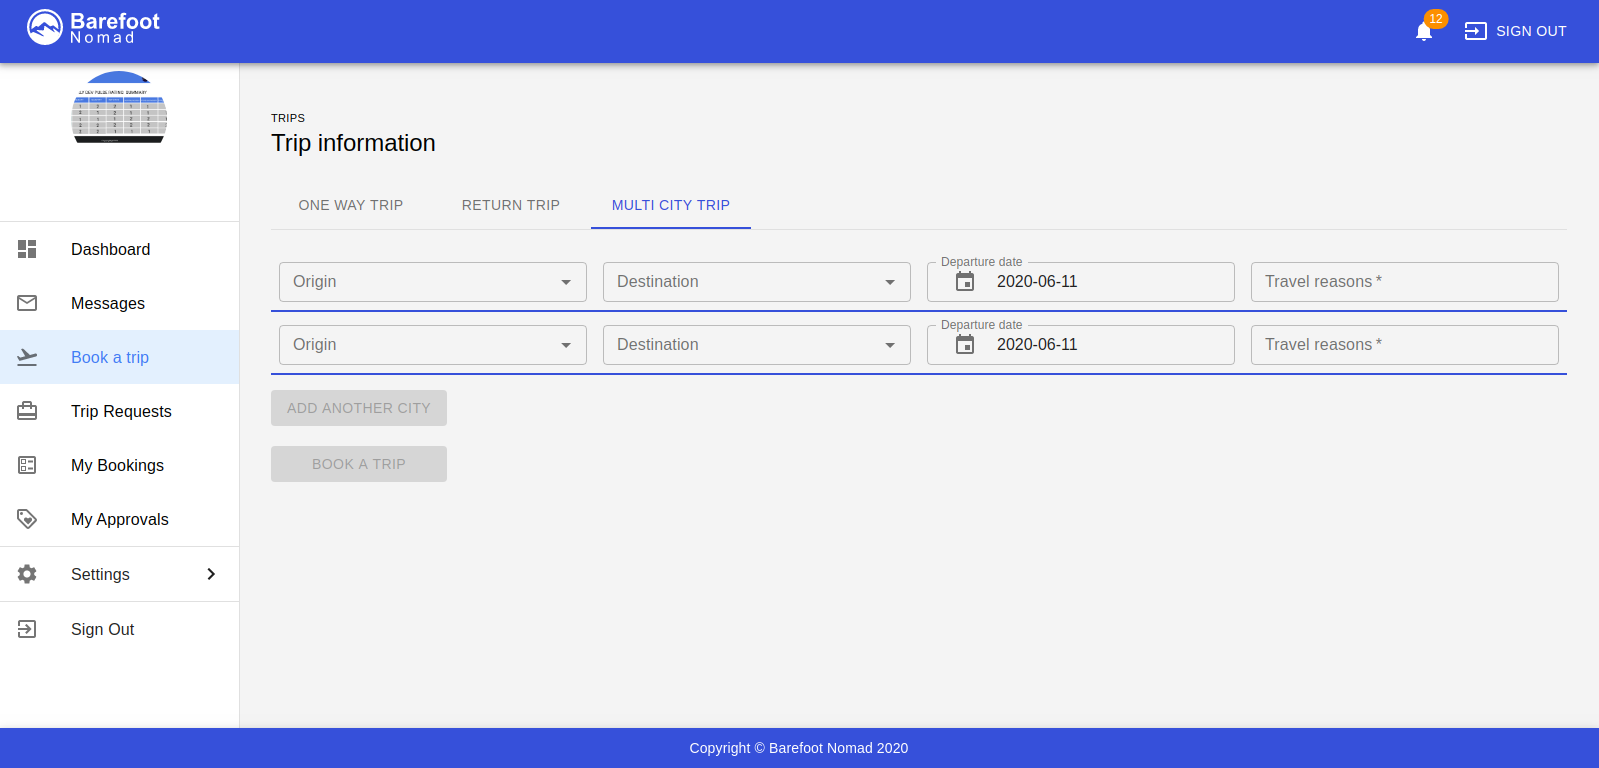 Barefoot
Nomad
12
SIGN OUT
Dashboard
Messages
Book a trip
Trip Requests
My Bookings
My Approvals
Settings
Sign Out
TRIPS
Trip information
ONE WAY TRIP RETURN TRIP MULTI CITY TRIP
Departure date
Origin Destination 2020-06-11 Travel reasons *
Departure date
Origin Destination 2020-06-11 Travel reasons *
ADD ANOTHER CITY
BOOK A TRIP
Copyright © Barefoot Nomad 2020